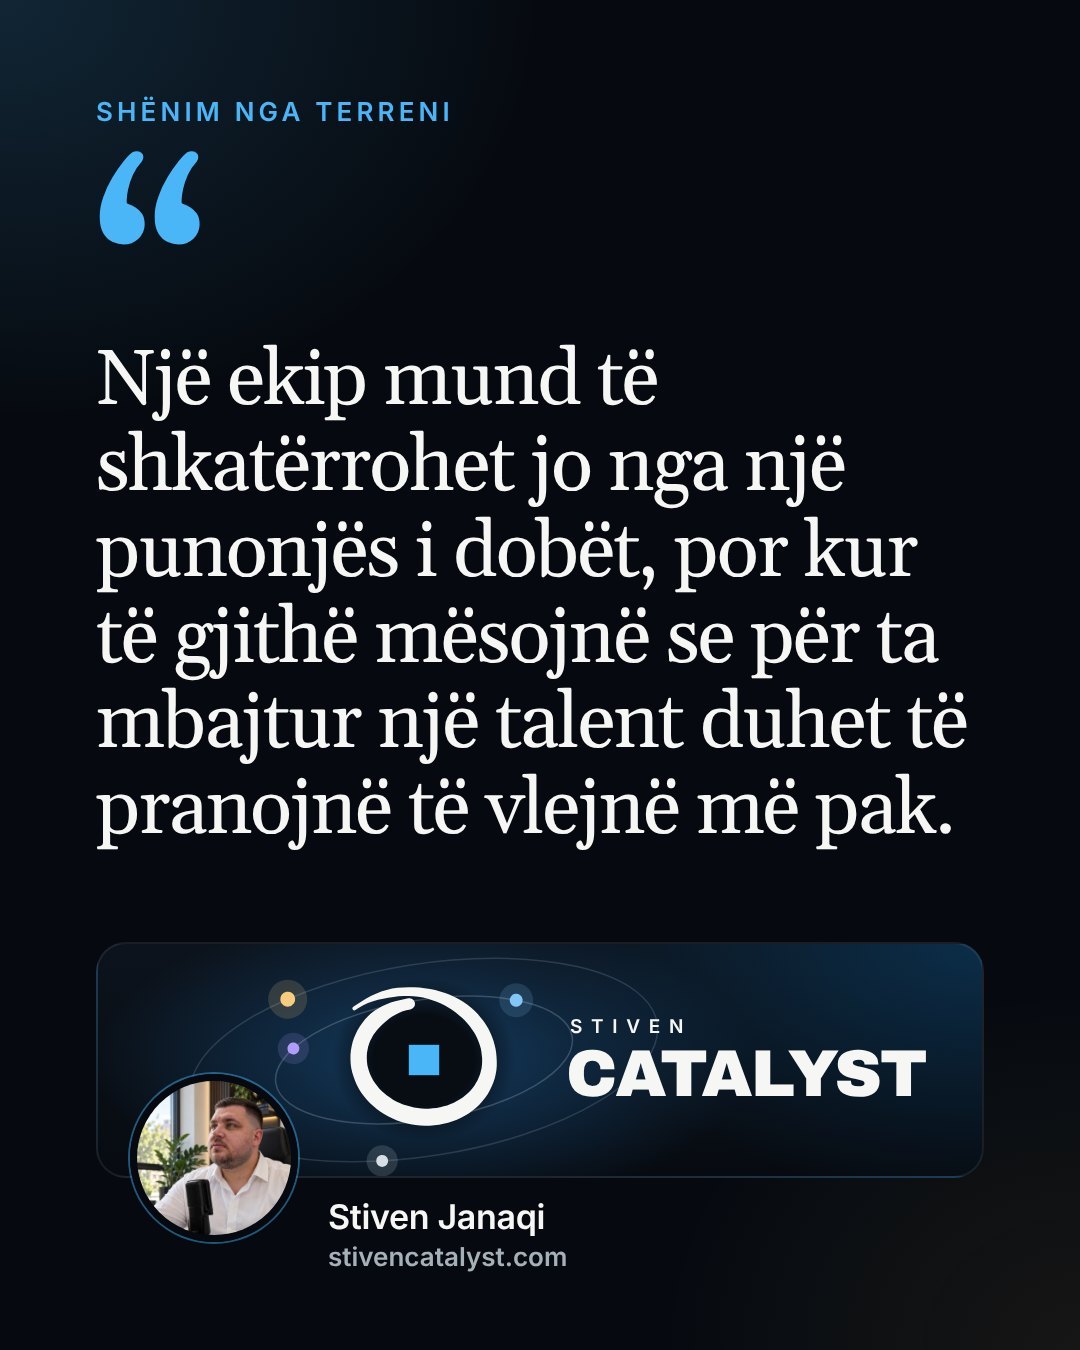 SHËNIM NGA TERRENI
“
Një ekip mund të
shkatërrohet jo nga një
punonjës i dobët, por kur
të gjithë mësojnë se për ta
mbajtur një talent duhet të
pranojnë të vlejnë më pak.
STIVEN
CATALYST
Stiven Janaqi
stivencatalyst.com